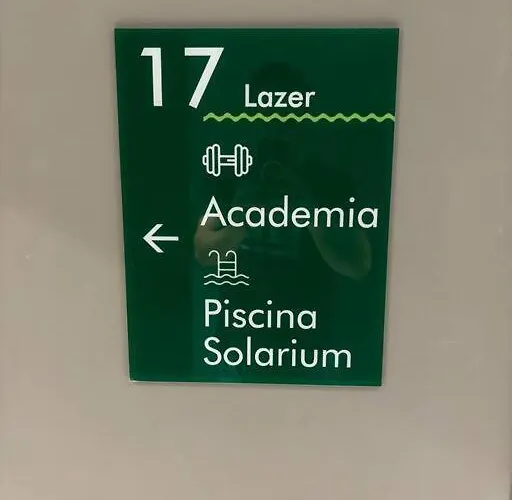 17 Lazer
Academia
←
Piscina
Solarium